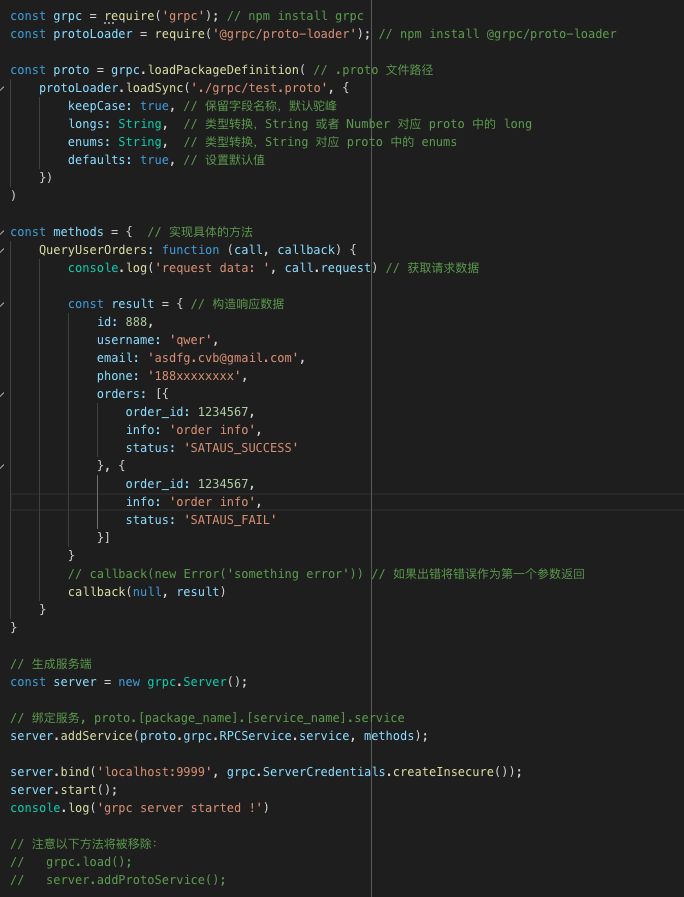 const grpc = require('grpc'); // npm install grpc
const protoLoader = require('@grpc/proto-loader'); // npm install @grpc/proto-loader
const proto = grpc.loadPackageDefinition( // .proto 文件路径
    protoLoader.loadSync('./grpc/test.proto', {
        keepCase: true, // 保留字段名称，默认驼峰
        longs: String,  // 类型转换，String 或者 Number 对应 proto 中的 long
        enums: String,  // 类型转换，String 对应 proto 中的 enums
        defaults: true, // 设置默认值
    })
)
const methods = {  // 实现具体的方法
    QueryUserOrders: function (call, callback) {
        console.log('request data: ', call.request) // 获取请求数据
        const result = { // 构造响应数据
            id: 888,
            username: 'qwer',
            email: 'asdfg.cvb@gmail.com',
            phone: '188xxxxxxxx',
            orders: [{
                order_id: 1234567,
                info: 'order info',
                status: 'SATAUS_SUCCESS'
            }, {
                order_id: 1234567,
                info: 'order info',
                status: 'SATAUS_FAIL'
            }]
        }
        // callback(new Error('something error')) // 如果出错将错误作为第一个参数返回
        callback(null, result)
    }
}
// 生成服务端
const server = new grpc.Server();
// 绑定服务, proto.[package_name].[service_name].service
server.addService(proto.grpc.RPCService.service, methods);
server.bind('localhost:9999', grpc.ServerCredentials.createInsecure());
server.start();
console.log('grpc server started !')
// 注意以下方法将被移除：
//   grpc.load();
//   server.addProtoService();